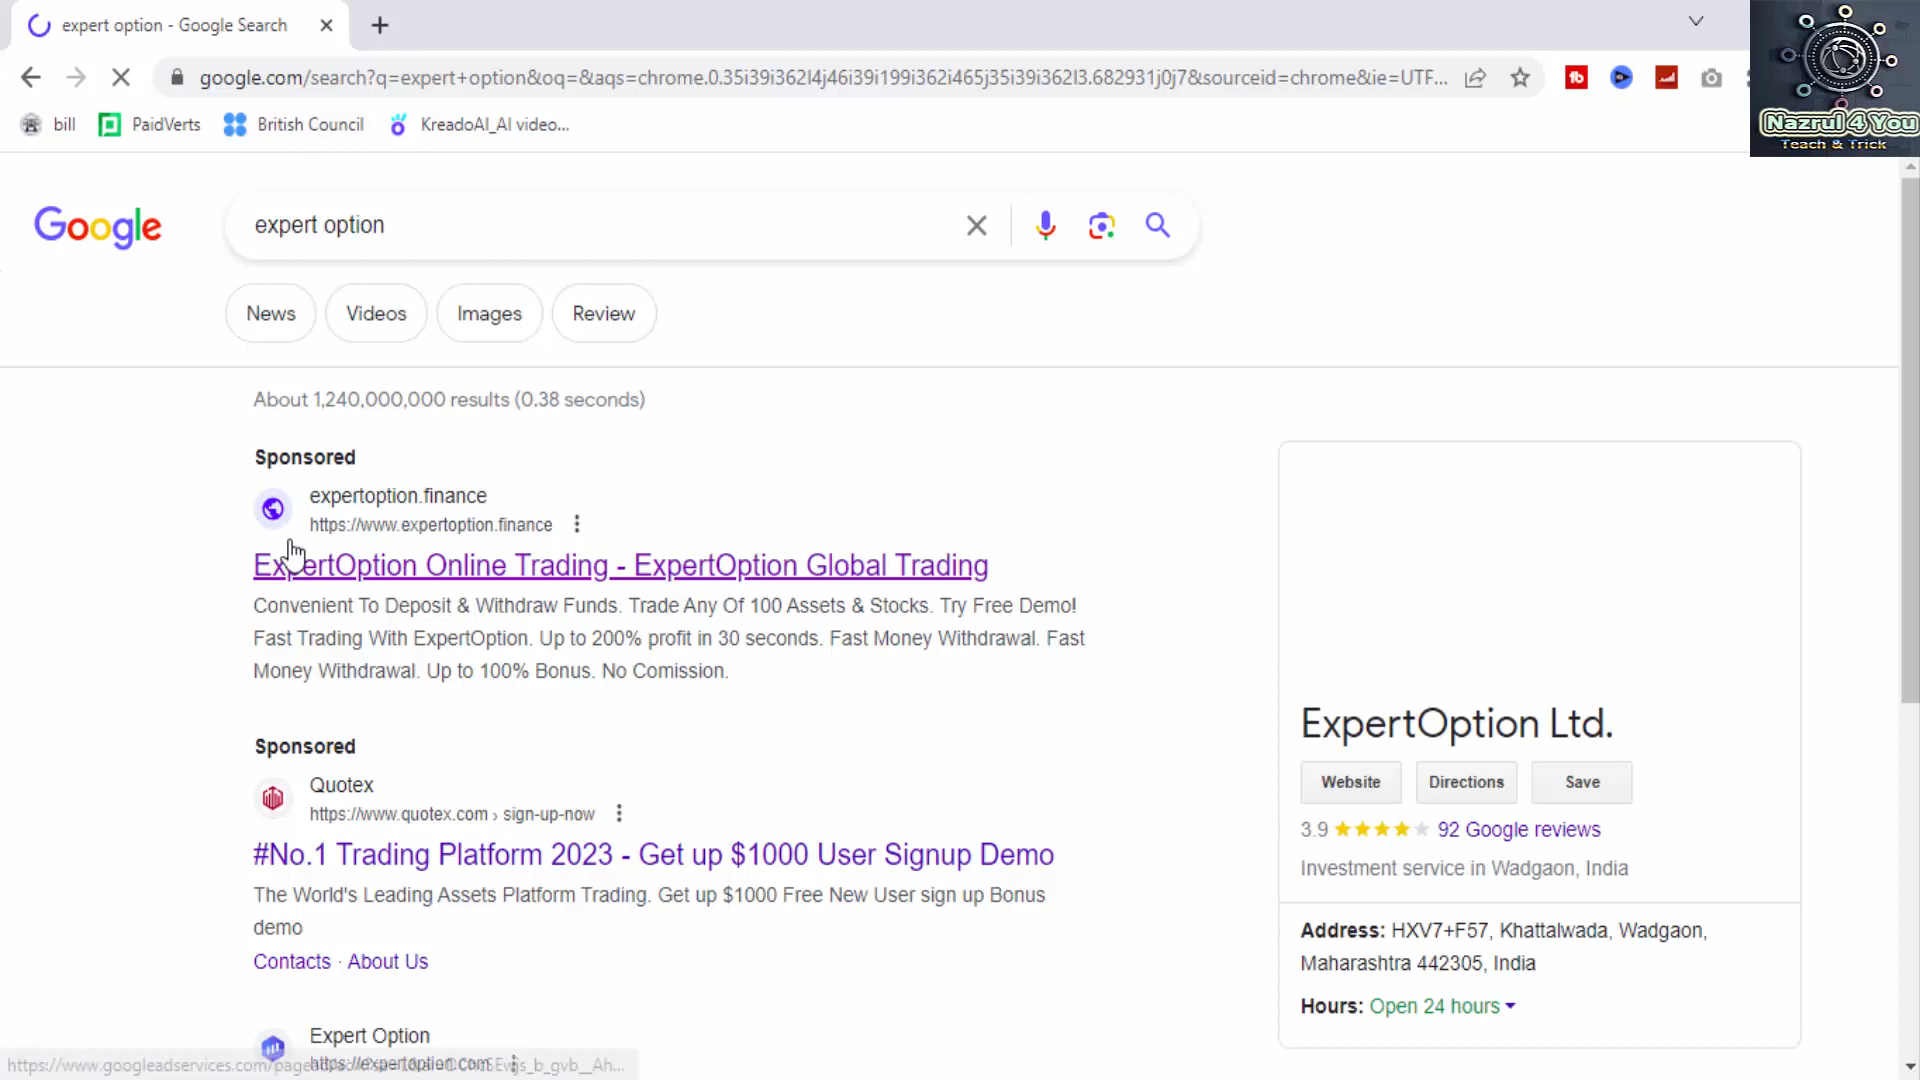 expert option - Google Search
google.com/search?q=expert+option&oq=&aqs=chrome.0.35i39i362l4j46i39i199i362i465j35i39i362l3.682931j0j7&sourceid=chrome&ie=UTF...
bill
PaidVerts
British Council
KreadoAI_AI video...
Nazrul 4 You
Teach & Trick
Google
expert option
News
Videos
Images
Review
About 1,240,000,000 results (0.38 seconds)
Sponsored
expertoption.finance
https://www.expertoption.finance
ExpertOption Online Trading - ExpertOption Global Trading
Convenient To Deposit & Withdraw Funds. Trade Any Of 100 Assets & Stocks. Try Free Demo!
Fast Trading With ExpertOption. Up to 200% profit in 30 seconds. Fast Money Withdrawal. Fast
Money Withdrawal. Up to 100% Bonus. No Comission.
Sponsored
Quotex
https://www.quotex.com › sign-up-now
#No.1 Trading Platform 2023 - Get up $1000 User Signup Demo
The World's Leading Assets Platform Trading. Get up $1000 Free New User sign up Bonus
demo
Contacts · About Us
Expert Option
https://expertoption.com
ExpertOption Ltd.
Website
Directions
Save
3.9
92 Google reviews
Investment service in Wadgaon, India
Address: HXV7+F57, Khattalwada, Wadgaon,
Maharashtra 442305, India
Hours: Open 24 hours